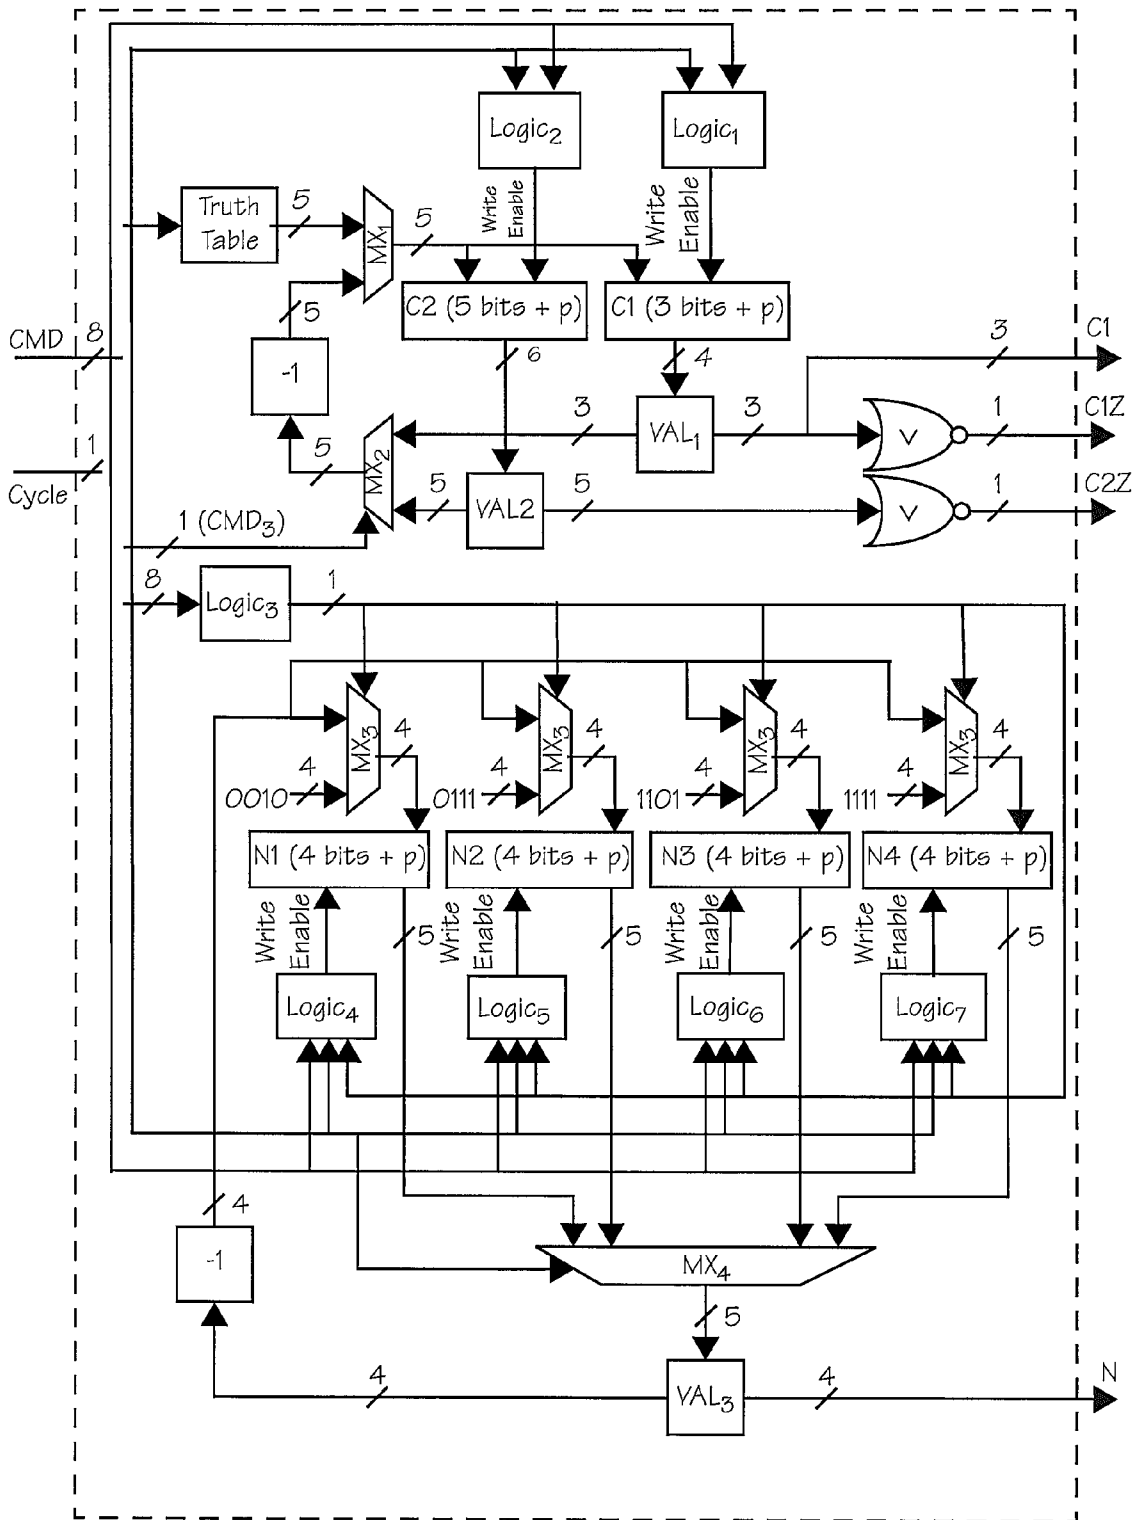 Logic2
Logic1
Write
Enable
Write
Enable
Truth
Table
5
MX1
5
C2 (5 bits + p)
C1 (3 bits + p)
5
-1
CMD
8
6
4
3
C1
MX2
3
VAL1
3
1
C1Z
5
Cycle
1
5
VAL2
5
1
C2Z
1 (CMD3)
8
Logic3
1
MX3
4
MX3
4
MX3
4
MX3
4
0010
4
0111
4
1101
4
1111
4
N1 (4 bits + p)
N2 (4 bits + p)
N3 (4 bits + p)
N4 (4 bits + p)
Write
Enable
5
Write
Enable
5
Write
Enable
5
Write
Enable
5
Logic4
Logic5
Logic6
Logic7
4
-1
MX4
5
4
VAL3
4
N